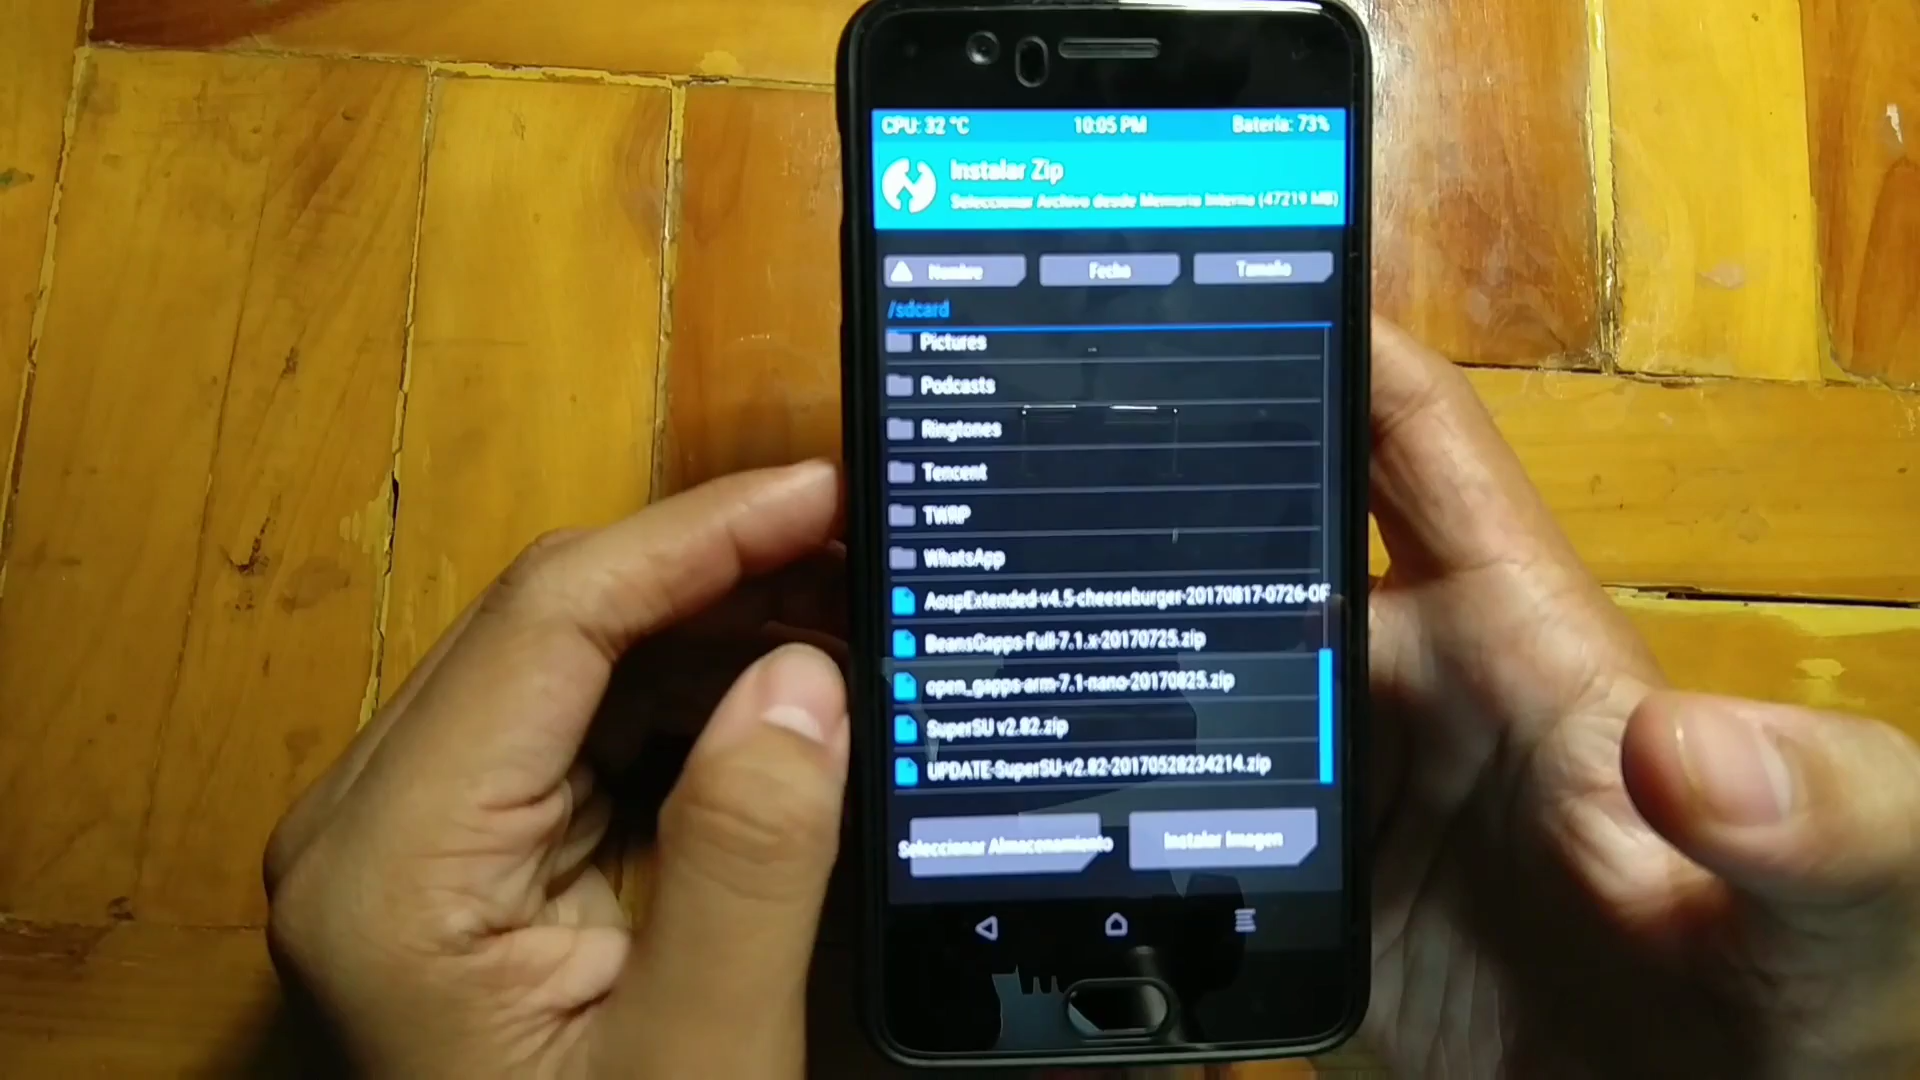 CPU: 32 °C 10:05 PM Batería: 73%
Instalar Zip
Seleccionar Archivo desde Memoria Interna (47219 MB)
Nombre Fecha Tamaño
/sdcard
Pictures
Podcasts
Ringtones
Tencent
TWRP
WhatsApp
AospExtended-v4.5-cheeseburger-20170817-0726-OF
BeansGapps-Full-7.1.x-20170725.zip
open_gapps-arm-7.1-nano-20170825.zip
SuperSU v2.82.zip
UPDATE-SuperSU-v2.82-20170528234214.zip
Seleccionar Almacenamiento Instalar Imagen